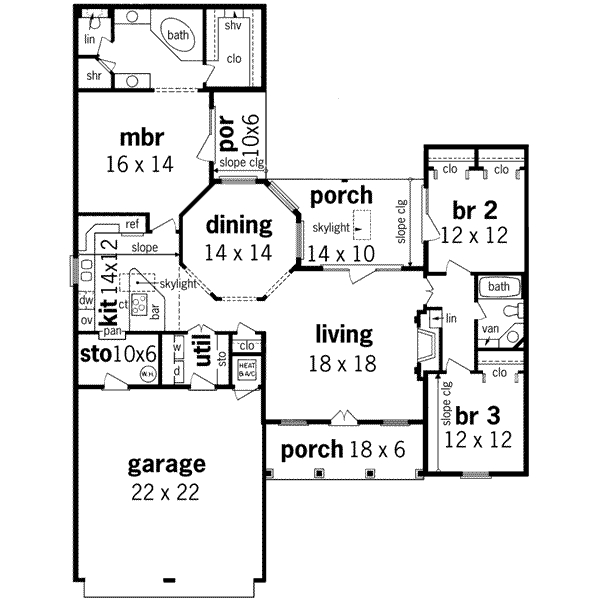 lin
bath
shv
clo
shr
mbr
16 x 14
por
10x6
slope clg
porch
skylight
14 x 10
slope clg
clo
clo
br 2
12 x 12
dining
14 x 14
ref
slope
kit 14x12
skylight
dw
ov
ct
bar
pan
bath
lin
van
living
18 x 18
sto 10x6
W.H.
w
d
util
sto
clo
HEAT
& A/C
clo
slope clg
br 3
12 x 12
porch 18 x 6
garage
22 x 22